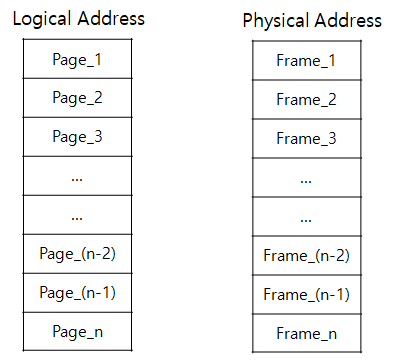 Logical Address
Physical Address
Page_1
Frame_1
Page_2
Frame_2
Page_3
Frame_3
...
...
...
...
Page_(n-2)
Frame_(n-2)
Page_(n-1)
Frame_(n-1)
Page_n
Frame_n